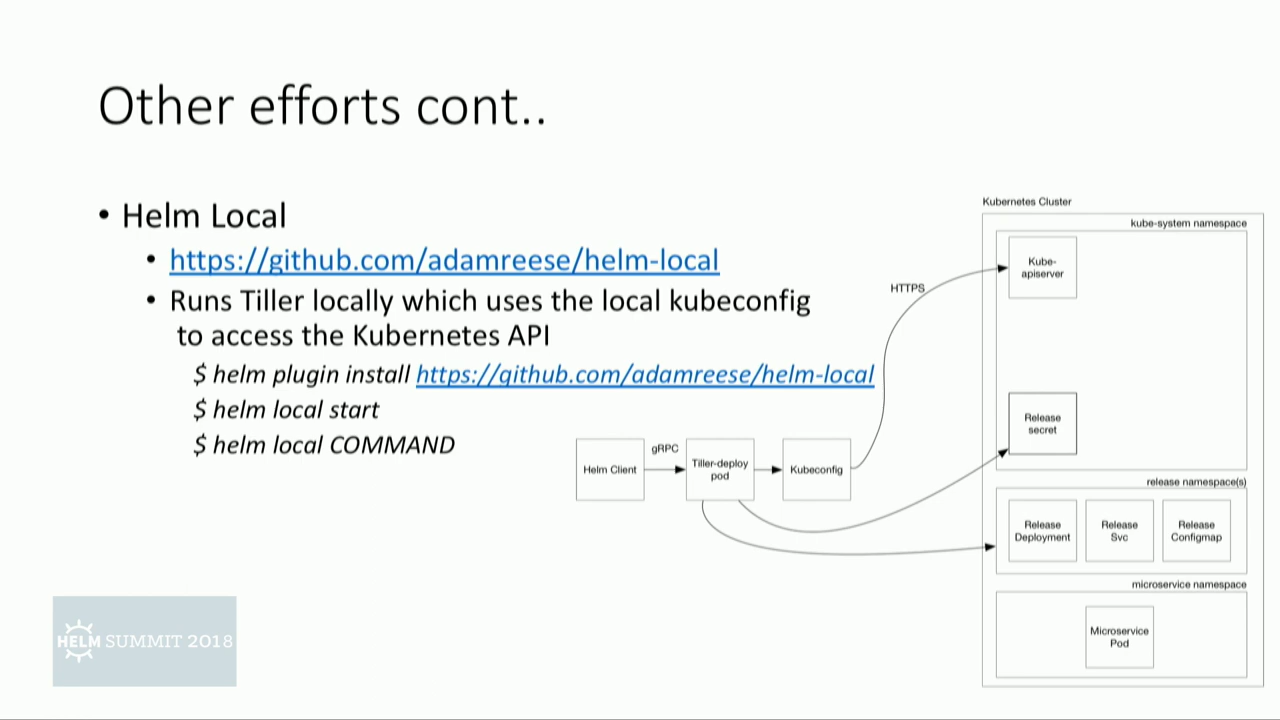 Other efforts cont..
• Helm Local
• https://github.com/adamreese/helm-local
• Runs Tiller locally which uses the local kubeconfig
to access the Kubernetes API
$ helm plugin install https://github.com/adamreese/helm-local
$ helm local start
$ helm local COMMAND
Kubernetes Cluster
kube-system namespace
Kube-
apiserver
HTTPS
Release
secret
Helm Client
gRPC
Tiller-deploy
pod
Kubeconfig
release namespace(s)
Release
Deployment
Release
Svc
Release
Configmap
microservice namespace
Microservice
Pod
HELM SUMMIT 2018